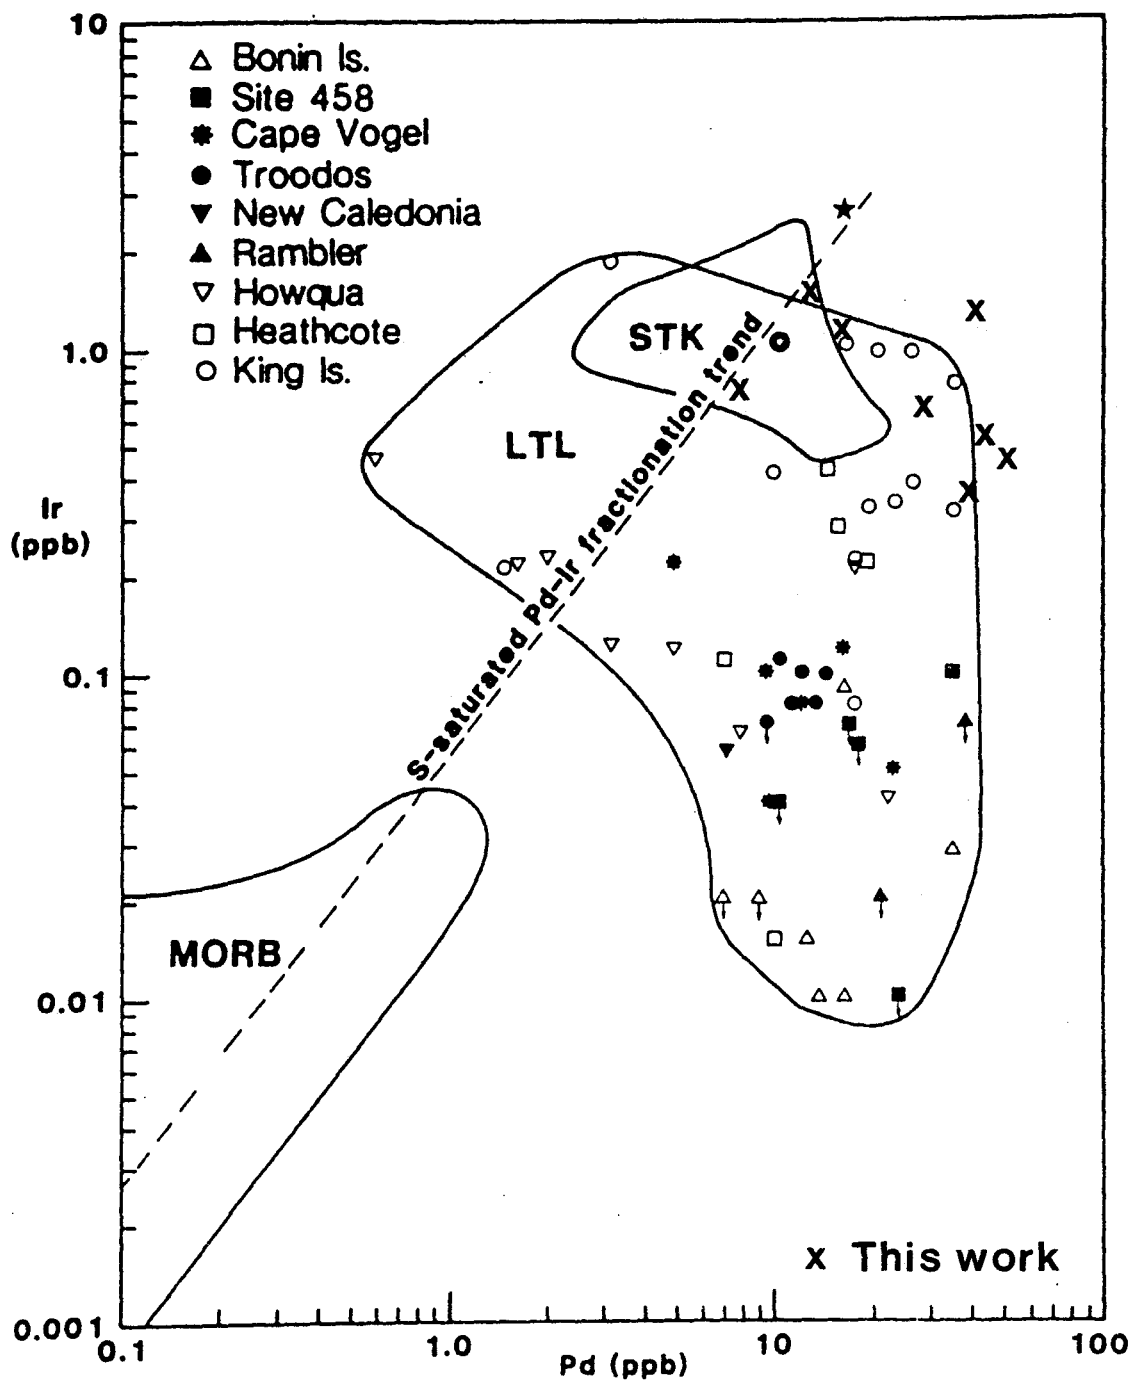 10
△ Bonin Is.
■ Site 458
✱ Cape Vogel
● Troodos
▼ New Caledonia
▲ Rambler
▽ Howqua
□ Heathcote
○ King Is.
STK
1.0
LTL
S-saturated Pd-Ir fractionation trend
Ir
(ppb)
0.1
MORB
0.01
X This work
0.001
0.1
1.0
10
100
Pd (ppb)